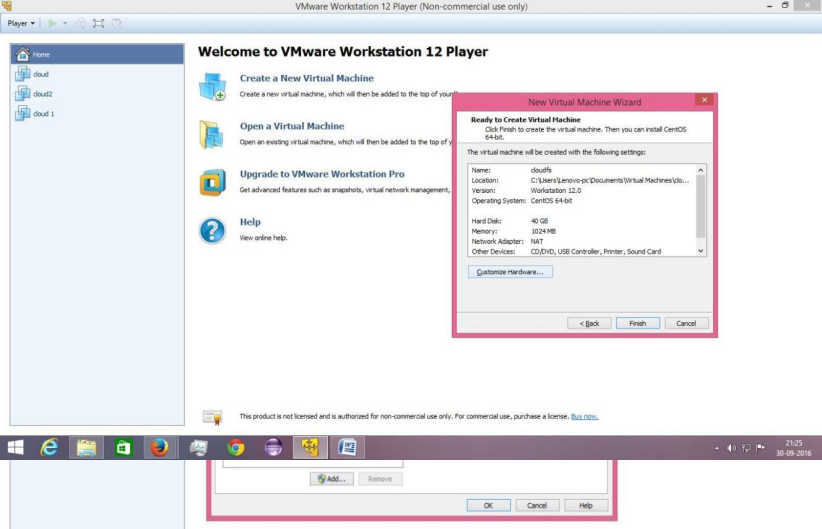 VMware Workstation 12 Player (Non-commercial use only)
Player
Home
cloud
cloud2
cloud 1
Welcome to VMware Workstation 12 Player
Create a New Virtual Machine
Create a new virtual machine, which will then be added to the top of your
Open a Virtual Machine
Open an existing virtual machine, which will then be added to the top of y
Upgrade to VMware Workstation Pro
Get advanced features such as snapshots, virtual network management,
Help
View online help.
New Virtual Machine Wizard
Ready to Create Virtual Machine
Click Finish to create the virtual machine. Then you can install CentOS
64-bit.
The virtual machine will be created with the following settings:
Name: cloudfs
Location: C:\Users\Lenovo-pc\Documents\Virtual Machines\clo...
Version: Workstation 12.0
Operating System: CentOS 64-bit
Hard Disk: 40 GB
Memory: 1024 MB
Network Adapter: NAT
Other Devices: CD/DVD, USB Controller, Printer, Sound Card
Customize Hardware...
< Back Finish Cancel
This product is not licensed and is authorized for non-commercial use only. For commercial use, purchase a license. Buy now.
21:25
30-09-2016
Add... Remove
OK Cancel Help